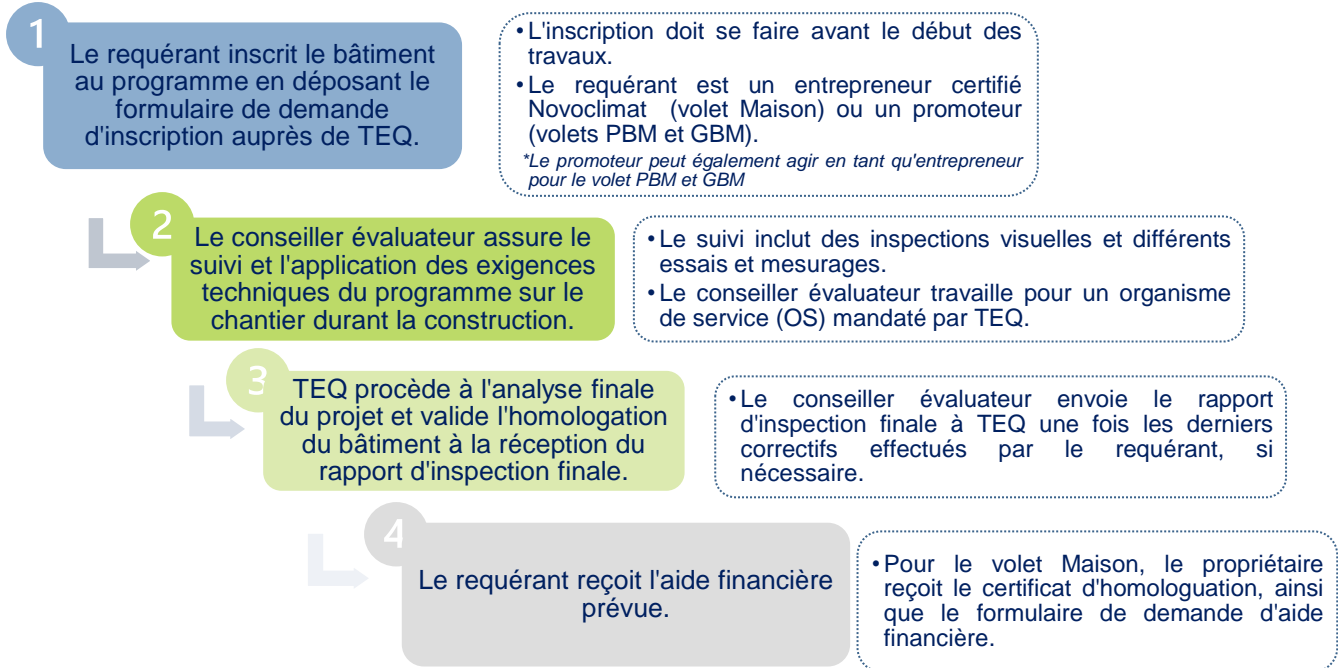 1
Le requérant inscrit le bâtiment
au programme en déposant le
formulaire de demande
d'inscription auprès de TEQ.
• L'inscription doit se faire avant le début des
travaux.
• Le requérant est un entrepreneur certifié
Novoclimat (volet Maison) ou un promoteur
(volets PBM et GBM).
*Le promoteur peut également agir en tant qu'entrepreneur
pour le volet PBM et GBM
2
Le conseiller évaluateur assure le
suivi et l'application des exigences
techniques du programme sur le
chantier durant la construction.
• Le suivi inclut des inspections visuelles et différents
essais et mesurages.
• Le conseiller évaluateur travaille pour un organisme
de service (OS) mandaté par TEQ.
3
TEQ procède à l'analyse finale
du projet et valide l'homologation
du bâtiment à la réception du
rapport d'inspection finale.
• Le conseiller évaluateur envoie le rapport
d'inspection finale à TEQ une fois les derniers
correctifs effectués par le requérant, si
nécessaire.
4
Le requérant reçoit l'aide financière
prévue.
• Pour le volet Maison, le propriétaire
reçoit le certificat d'homologuation, ainsi
que le formulaire de demande d'aide
financière.